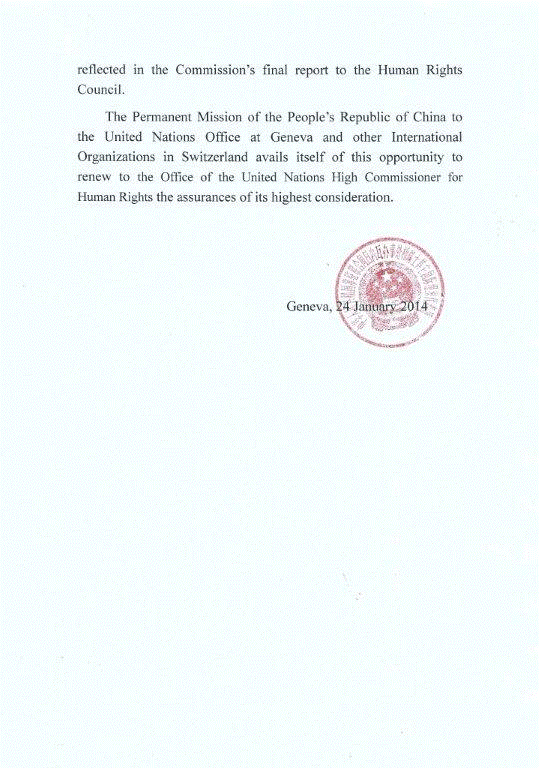 reflected in the Commission's final report to the Human Rights
Council.
The Permanent Mission of the People's Republic of China to
the United Nations Office at Geneva and other International
Organizations in Switzerland avails itself of this opportunity to
renew to the Office of the United Nations High Commissioner for
Human Rights the assurances of its highest consideration.
Geneva, 24 January 2014